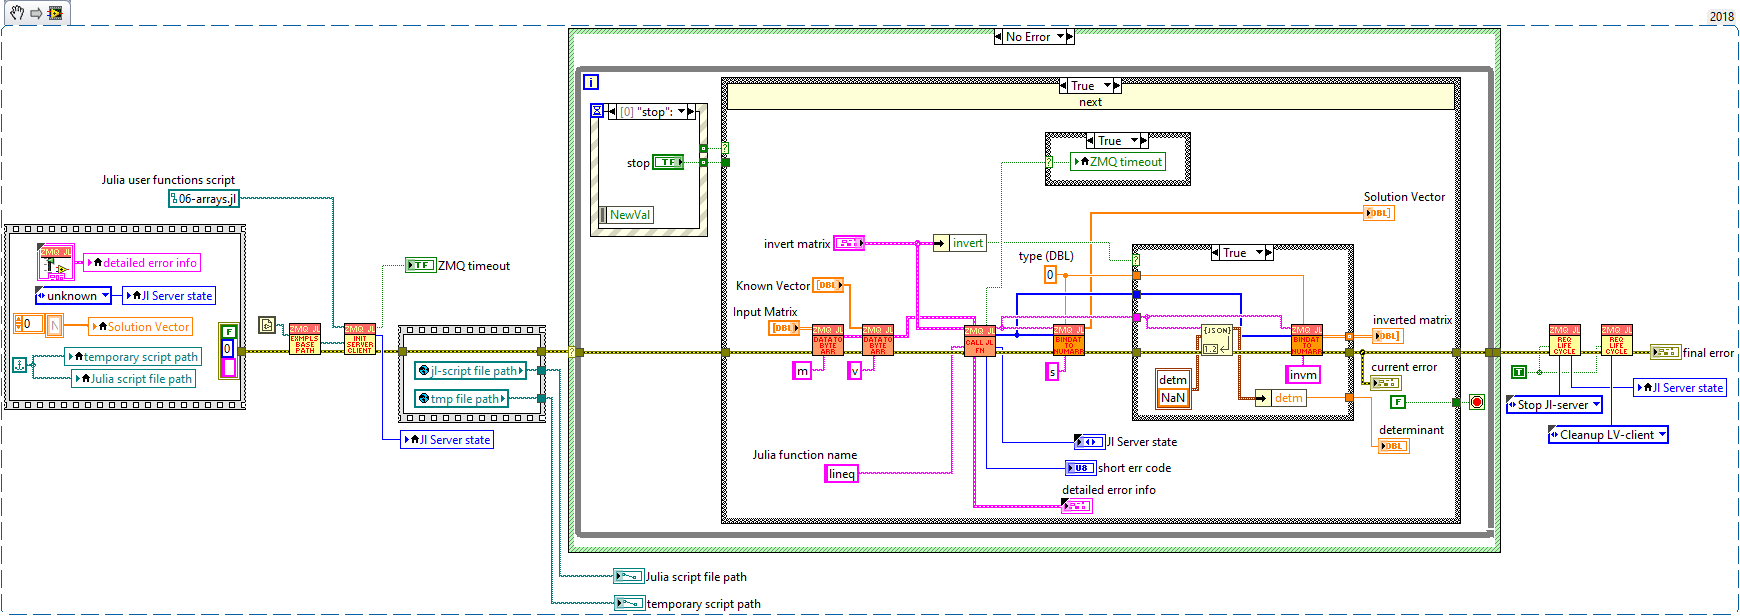 2018
No Error
i
True
next
[0] "stop":
stop
TF
NewVal
?
True
ZMQ timeout
Julia user functions script
06-arrays.jl
ZMQ JL
detailed error info
unknown
JI Server state
0
N
Solution Vector
temporary script path
Julia script file path
F
0
ZMQ JL
EXMPLS
BASE
PATH
ZMQ JL
INIT
SERVER
CLIENT
TF
ZMQ timeout
jl-script file path
tmp file path
JI Server state
Julia script file path
temporary script path
invert matrix
invert
Known Vector
DBL
Input Matrix
DBL
ZMQ JL
DATA TO
BYTE
ARR
ZMQ JL
DATA TO
BYTE
ARR
m
v
ZMQ JL
CALL JL
FN
type (DBL)
0
ZMQ JL
BINDAT
TO
NUMARR
s
Solution Vector
DBL
True
{JSON}
1.2
detm
NaN
detm
ZMQ JL
BINDAT
TO
NUMARR
invm
inverted matrix
DBL
current error
F
determinant
DBL
Julia function name
lineq
JI Server state
U8
short err code
detailed error info
ZMQ JL
REQ
LIFE
CYCLE
ZMQ JL
REQ
LIFE
CYCLE
final error
T
JI Server state
Stop JI-server
Cleanup LV-client